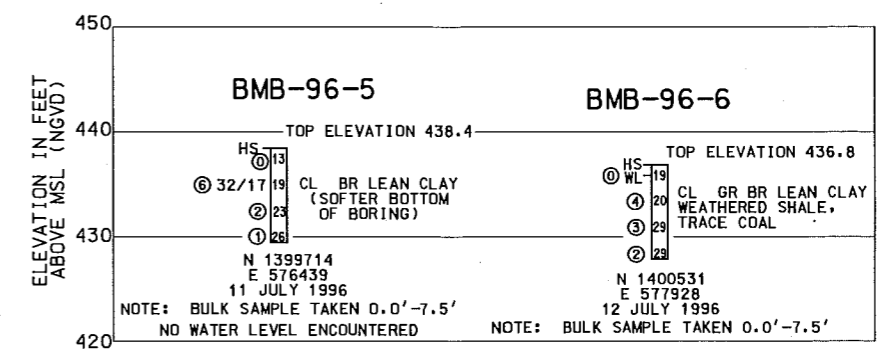 450
440
430
420
ELEVATION IN FEET
ABOVE MSL (NGVD)
BMB-96-5
TOP ELEVATION 438.4
HS
⓪ 13
⑥ 32/17 19
② 23
① 26
CL BR LEAN CLAY
(SOFTER BOTTOM
OF BORING)
N 1399714
E 576439
11 JULY 1996
NOTE: BULK SAMPLE TAKEN 0.0'-7.5'
NO WATER LEVEL ENCOUNTERED
BMB-96-6
TOP ELEVATION 436.8
HS
⓪ WL 19
④ 20
③ 29
② 29
CL GR BR LEAN CLAY
WEATHERED SHALE,
TRACE COAL
N 1400531
E 577928
12 JULY 1996
NOTE: BULK SAMPLE TAKEN 0.0'-7.5'